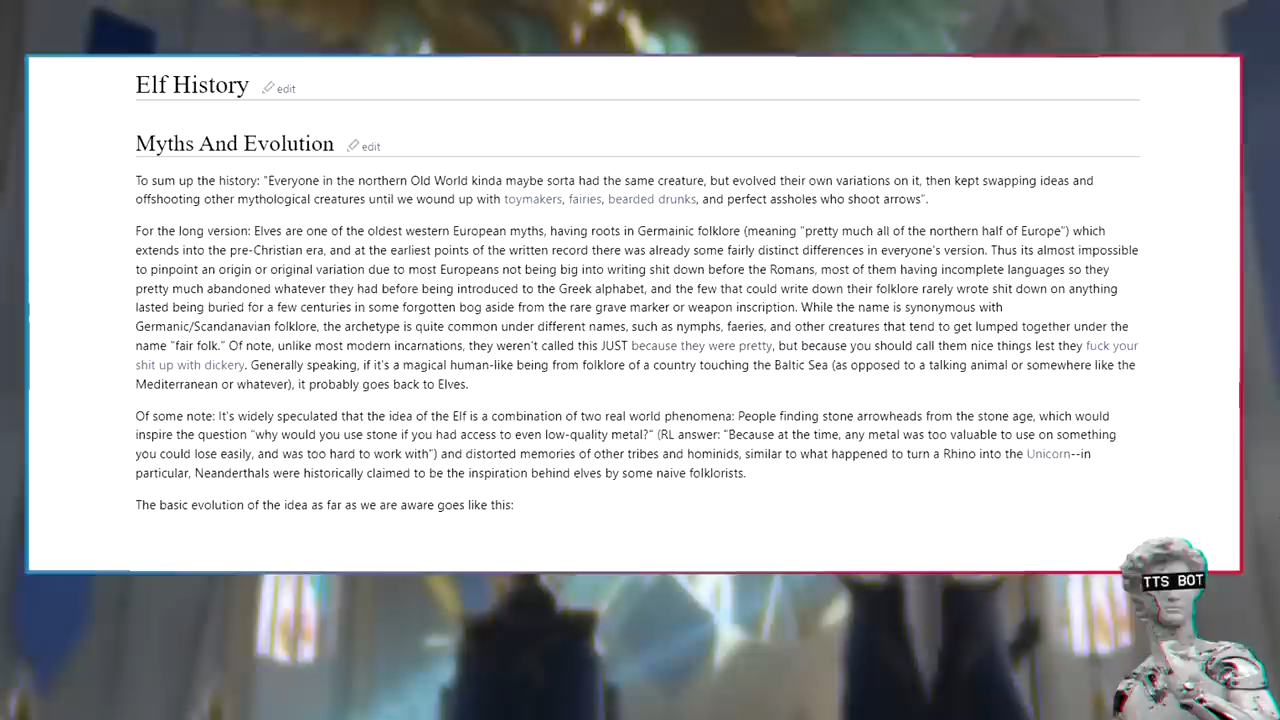 Elf History edit
Myths And Evolution edit
To sum up the history: "Everyone in the northern Old World kinda maybe sorta had the same creature, but evolved their own variations on it, then kept swapping ideas and
offshooting other mythological creatures until we wound up with toymakers, fairies, bearded drunks, and perfect assholes who shoot arrows".
For the long version: Elves are one of the oldest western European myths, having roots in Germainic folklore (meaning "pretty much all of the northern half of Europe") which
extends into the pre-Christian era, and at the earliest points of the written record there was already some fairly distinct differences in everyone's version. Thus its almost impossible
to pinpoint an origin or original variation due to most Europeans not being big into writing shit down before the Romans, most of them having incomplete languages so they
pretty much abandoned whatever they had before being introduced to the Greek alphabet, and the few that could write down their folklore rarely wrote shit down on anything
lasted being buried for a few centuries in some forgotten bog aside from the rare grave marker or weapon inscription. While the name is synonymous with
Germanic/Scandanavian folklore, the archetype is quite common under different names, such as nymphs, faeries, and other creatures that tend to get lumped together under the
name "fair folk." Of note, unlike most modern incarnations, they weren't called this JUST because they were pretty, but because you should call them nice things lest they fuck your
shit up with dickery. Generally speaking, if it's a magical human-like being from folklore of a country touching the Baltic Sea (as opposed to a talking animal or somewhere like the
Mediterranean or whatever), it probably goes back to Elves.
Of some note: It's widely speculated that the idea of the Elf is a combination of two real world phenomena: People finding stone arrowheads from the stone age, which would
inspire the question "why would you use stone if you had access to even low-quality metal?" (RL answer: "Because at the time, any metal was too valuable to use on something
you could lose easily, and was too hard to work with") and distorted memories of other tribes and hominids, similar to what happened to turn a Rhino into the Unicorn--in
particular, Neanderthals were historically claimed to be the inspiration behind elves by some naive folklorists.
The basic evolution of the idea as far as we are aware goes like this:
TTS BOT